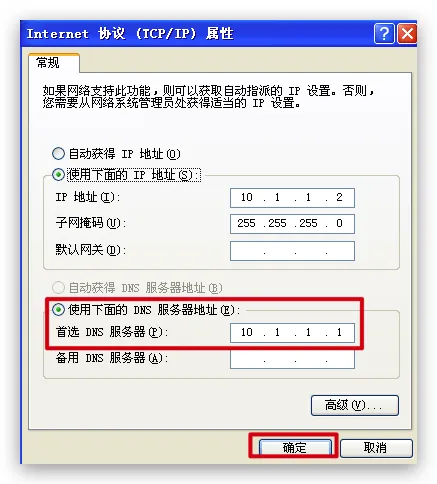 Internet 协议 (TCP/IP) 属性
常规
如果网络支持此功能，则可以获取自动指派的 IP 设置。否则，
您需要从网络系统管理员处获得适当的 IP 设置。
自动获得 IP 地址(O)
使用下面的 IP 地址(S):
IP 地址(I): 10 . 1 . 1 . 2
子网掩码(U): 255 .255 .255 . 0
默认网关(D): . . .
自动获得 DNS 服务器地址(B)
使用下面的 DNS 服务器地址(E):
首选 DNS 服务器(P): 10 . 1 . 1 . 1
备用 DNS 服务器(A): . . .
高级(V)...
确定 取消